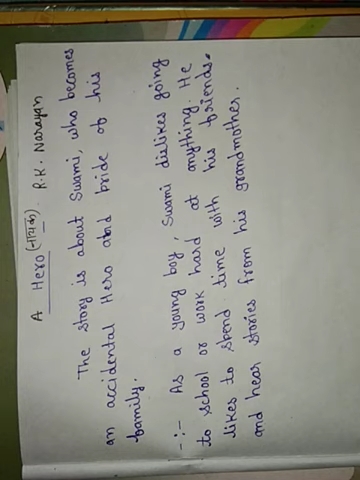 A Hero (नायक) R.K. Narayan
The story is about Swami, who becomes
an accidental Hero and bride of his
family.
-:- As a young boy, Swami dislikes going
to school or work hard at anything. He
likes to spend time with his friends.
and hear stories from his grandmother.